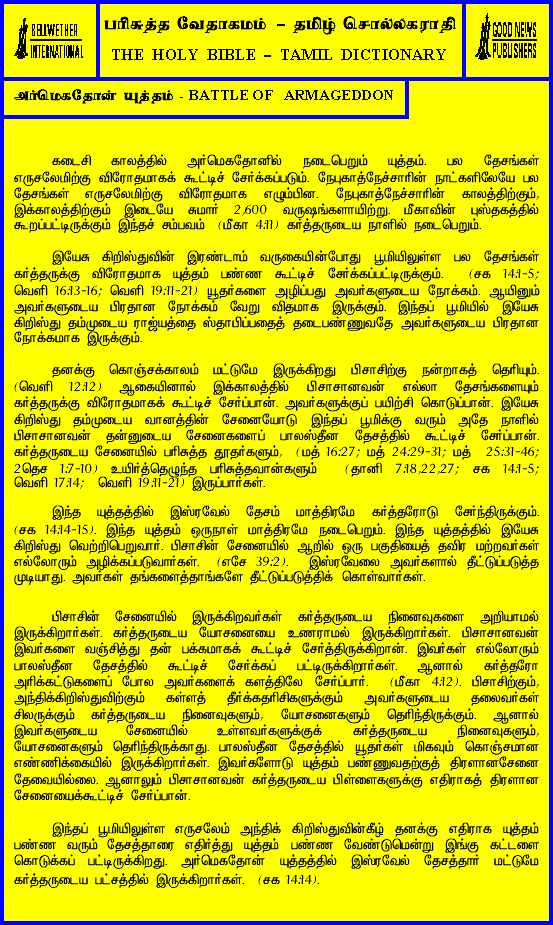 BELLWETHER
INTERNATIONAL
பரிசுத்த வேதாகமம் – தமிழ் சொல்லகராதி
THE HOLY BIBLE – TAMIL DICTIONARY
GOOD NEWS
PUBLISHERS
அர்மெகதோன் யுத்தம் - BATTLE OF ARMAGEDDON
கடைசி காலத்தில் அர்மெகதோனில் நடைபெறும் யுத்தம். பல தேசங்கள்
எருசலேமிற்கு விரோதமாகக் கூட்டிச் சேர்க்கப்படும். நேபுகாத்நேச்சாரின் நாட்களிலேயே பல
தேசங்கள் எருசலேமிற்கு விரோதமாக எழும்பின. நேபுகாத்நேச்சாரின் காலத்திற்கும்,
இக்காலத்திற்கும் இடையே சுமார் 2,600 வருஷங்களாயிற்று. மீகாவின் புஸ்தகத்தில்
கூறப்பட்டிருக்கும் இந்தச் சம்பவம் (மீகா 4:11) கர்த்தருடைய நாளில் நடைபெறும்.
இயேசு கிறிஸ்துவின் இரண்டாம் வருகையின்போது பூமியிலுள்ள பல தேசங்கள்
கர்த்தருக்கு விரோதமாக யுத்தம் பண்ண கூட்டிச் சேர்க்கப்பட்டிருக்கும். (சக 14:1-5;
வெளி 16:13-16; வெளி 19:11-21) யூதர்களை அழிப்பது அவர்களுடைய நோக்கம். ஆயினும்
அவர்களுடைய பிரதான நோக்கம் வேறு விதமாக இருக்கும். இந்தப் பூமியில் இயேசு
கிறிஸ்து தம்முடைய ராஜ்யத்தை ஸ்தாபிப்பதைத் தடைபண்ணுவதே அவர்களுடைய பிரதான
நோக்கமாக இருக்கும்.
தனக்கு கொஞ்சக்காலம் மட்டுமே இருக்கிறது பிசாசிற்கு நன்றாகத் தெரியும்.
(வெளி 12:12) ஆகையினால் இக்காலத்தில் பிசாசானவன் எல்லா தேசங்களையும்
கர்த்தருக்கு விரோதமாகக் கூட்டிச் சேர்ப்பான். அவர்களுக்குப் பயிற்சி கொடுப்பான். இயேசு
கிறிஸ்து தம்முடைய வானத்தின் சேனையோடு இந்தப் பூமிக்கு வரும் அதே நாளில்
பிசாசானவன் தன்னுடைய சேனைகளைப் பாலஸ்தீன தேசத்தில் கூட்டிச் சேர்ப்பான்.
கர்த்தருடைய சேனையில் பரிசுத்த தூதர்களும், (மத் 16:27; மத் 24:29-31; மத் 25:31-46;
2தெச 1:7-10) உயிர்த்தெழுந்த பரிசுத்தவான்களும் (தானி 7:18,22,27; சக 14:1-5;
வெளி 17:14; வெளி 19:11-21) இருப்பார்கள்.
இந்த யுத்தத்தில் இஸ்ரவேல் தேசம் மாத்திரமே கர்த்தரோடு சேர்ந்திருக்கும்.
(சக 14:14-15). இந்த யுத்தம் ஒருநாள் மாத்திரமே நடைபெறும். இந்த யுத்தத்தில் இயேசு
கிறிஸ்து வெற்றிபெறுவார். பிசாசின் சேனையில் ஆறில் ஒரு பகுதியைத் தவிர மற்றவர்கள்
எல்லோரும் அழிக்கப்படுவார்கள். (எசே 39:2). இஸ்ரவேலை அவர்களால் தீட்டுப்படுத்த
முடியாது. அவர்கள் தங்களைத்தாங்களே தீட்டுப்படுத்திக் கொள்வார்கள்.
பிசாசின் சேனையில் இருக்கிறவர்கள் கர்த்தருடைய நினைவுகளை அறியாமல்
இருக்கிறார்கள். கர்த்தருடைய யோசனையை உணராமல் இருக்கிறார்கள். பிசாசானவன்
இவர்களை வஞ்சித்து தன் பக்கமாகக் கூட்டிச் சேர்த்திருக்கிறான். இவர்கள் எல்லோரும்
பாலஸ்தீன தேசத்தில் கூட்டிச் சேர்க்கப் பட்டிருக்கிறார்கள். ஆனால் கர்த்தரோ
அரிக்கட்டுகளைப் போல அவர்களைக் களத்திலே சேர்ப்பார். (மீகா 4:12). பிசாசிற்கும்,
அந்திக்கிறிஸ்துவிற்கும் கள்ளத் தீர்க்கதரிசிகளுக்கும் அவர்களுடைய தலைவர்கள்
சிலருக்கும் கர்த்தருடைய நினைவுகளும், யோசனைகளும் தெரிந்திருக்கும். ஆனால்
இவர்களுடைய சேனையில் உள்ளவர்களுக்குக் கர்த்தருடைய நினைவுகளும்,
யோசனைகளும் தெரிந்திருக்காது. பாலஸ்தீன தேசத்தில் யூதர்கள் மிகவும் கொஞ்சமான
எண்ணிக்கையில் இருக்கிறார்கள். இவர்களோடு யுத்தம் பண்ணுவதற்குத் திரளானசேனை
தேவையில்லை. ஆனாலும் பிசாசானவன் கர்த்தருடைய பிள்ளைகளுக்கு எதிராகத் திரளான
சேனையைக்கூட்டிச் சேர்ப்பான்.
இந்தப் பூமியிலுள்ள எருசலேம் அந்திக் கிறிஸ்துவின்கீழ் தனக்கு எதிராக யுத்தம்
பண்ண வரும் தேசத்தாரை எதிர்த்து யுத்தம் பண்ண வேண்டுமென்று இங்கு கட்டளை
கொடுக்கப் பட்டிருக்கிறது. அர்மெகதோன் யுத்தத்தில் இஸ்ரவேல் தேசத்தார் மட்டுமே
கர்த்தருடைய பட்சத்தில் இருக்கிறார்கள். (சக 14:14).